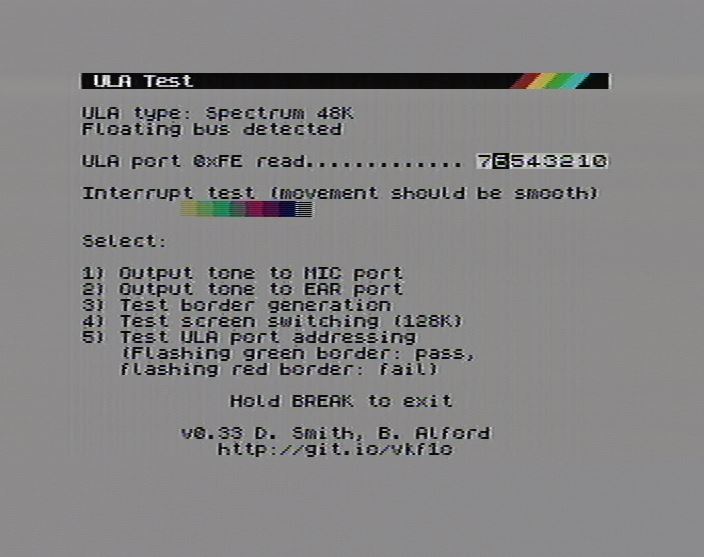 ULA Test
ULA type: Spectrum 48K
Floating bus detected
ULA port 0xFE read............. 76543210
Interrupt test (movement should be smooth)
Select:
1) Output tone to MIC port
2) Output tone to EAR port
3) Test border generation
4) Test screen switching (128K)
5) Test ULA port addressing
(Flashing green border: pass,
flashing red border: fail)
Hold BREAK to exit
v0.33 D. Smith, B. Alford
http://git.io/vkf1o